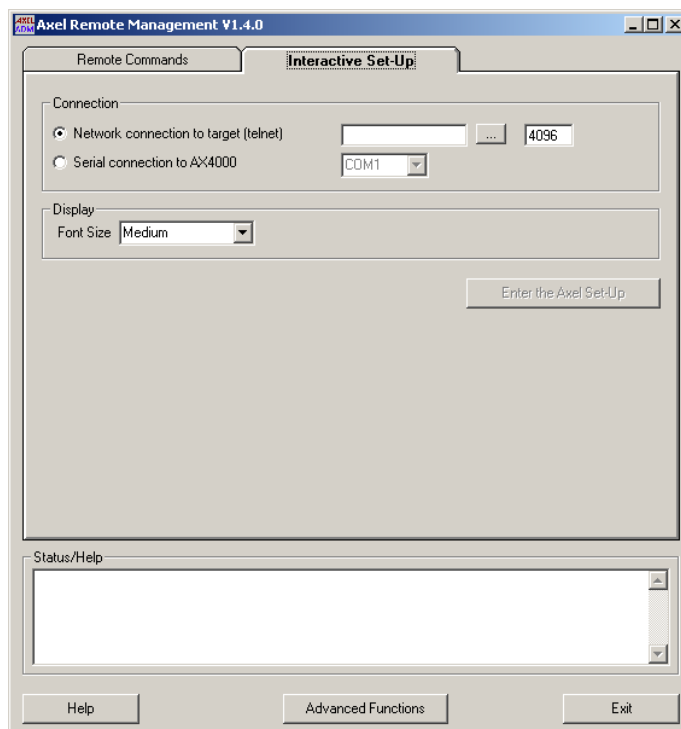 AXEL
ADM
Axel Remote Management V1.4.0
Remote Commands
Interactive Set-Up
Connection
Network connection to target (telnet)
...
4096
Serial connection to AX4000
COM1
Display
Font Size
Medium
Enter the Axel Set-Up
Status/Help
Help
Advanced Functions
Exit